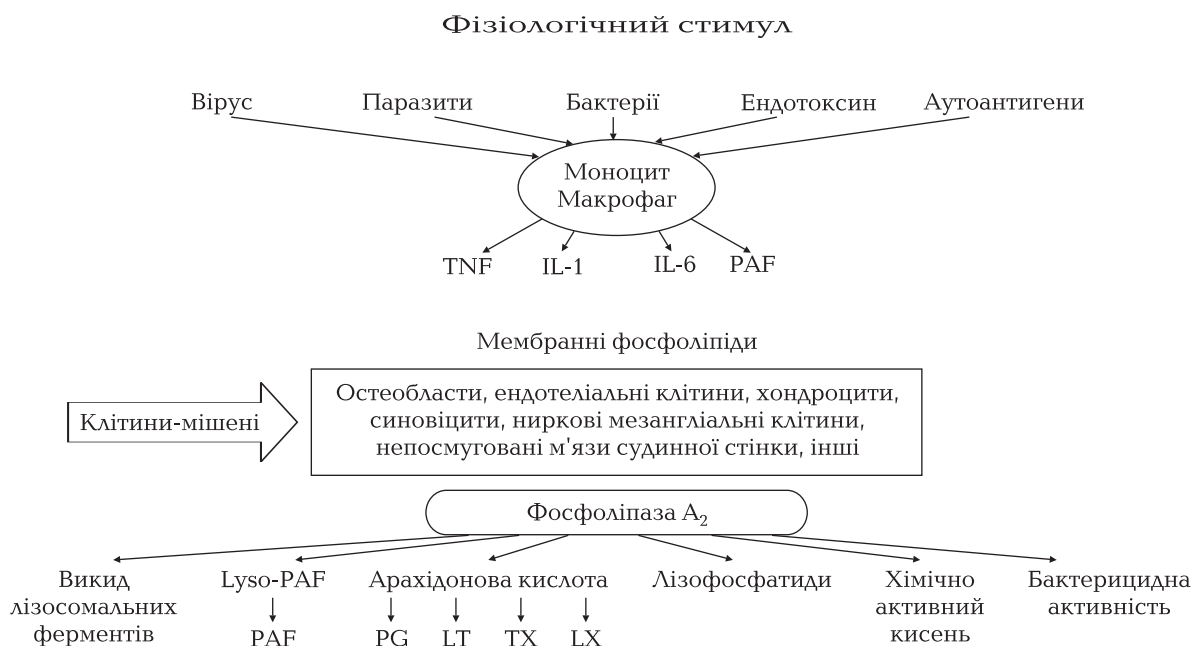 Фізіологічний стимул
Вірус Паразити Бактерії Ендотоксин Аутоантигени
Моноцит
Макрофаг
TNF IL-1 IL-6 PAF
Мембранні фосфоліпіди
Клітини-мішені
Остеобласти, ендотеліальні клітини, хондроцити,
синовіцити, ниркові мезангліальні клітини,
непосмуговані м'язи судинної стінки, інші
Фосфоліпаза А₂
Викид
лізосомальних
ферментів
Lyso-PAF
PAF
Арахідонова кислота
PG LT TX LX
Лізофосфатиди
Хімічно
активний
кисень
Бактерицидна
активність